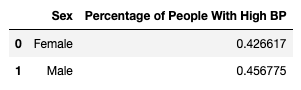 Sex Percentage of People With High BP
0 Female 0.426617
1 Male 0.456775